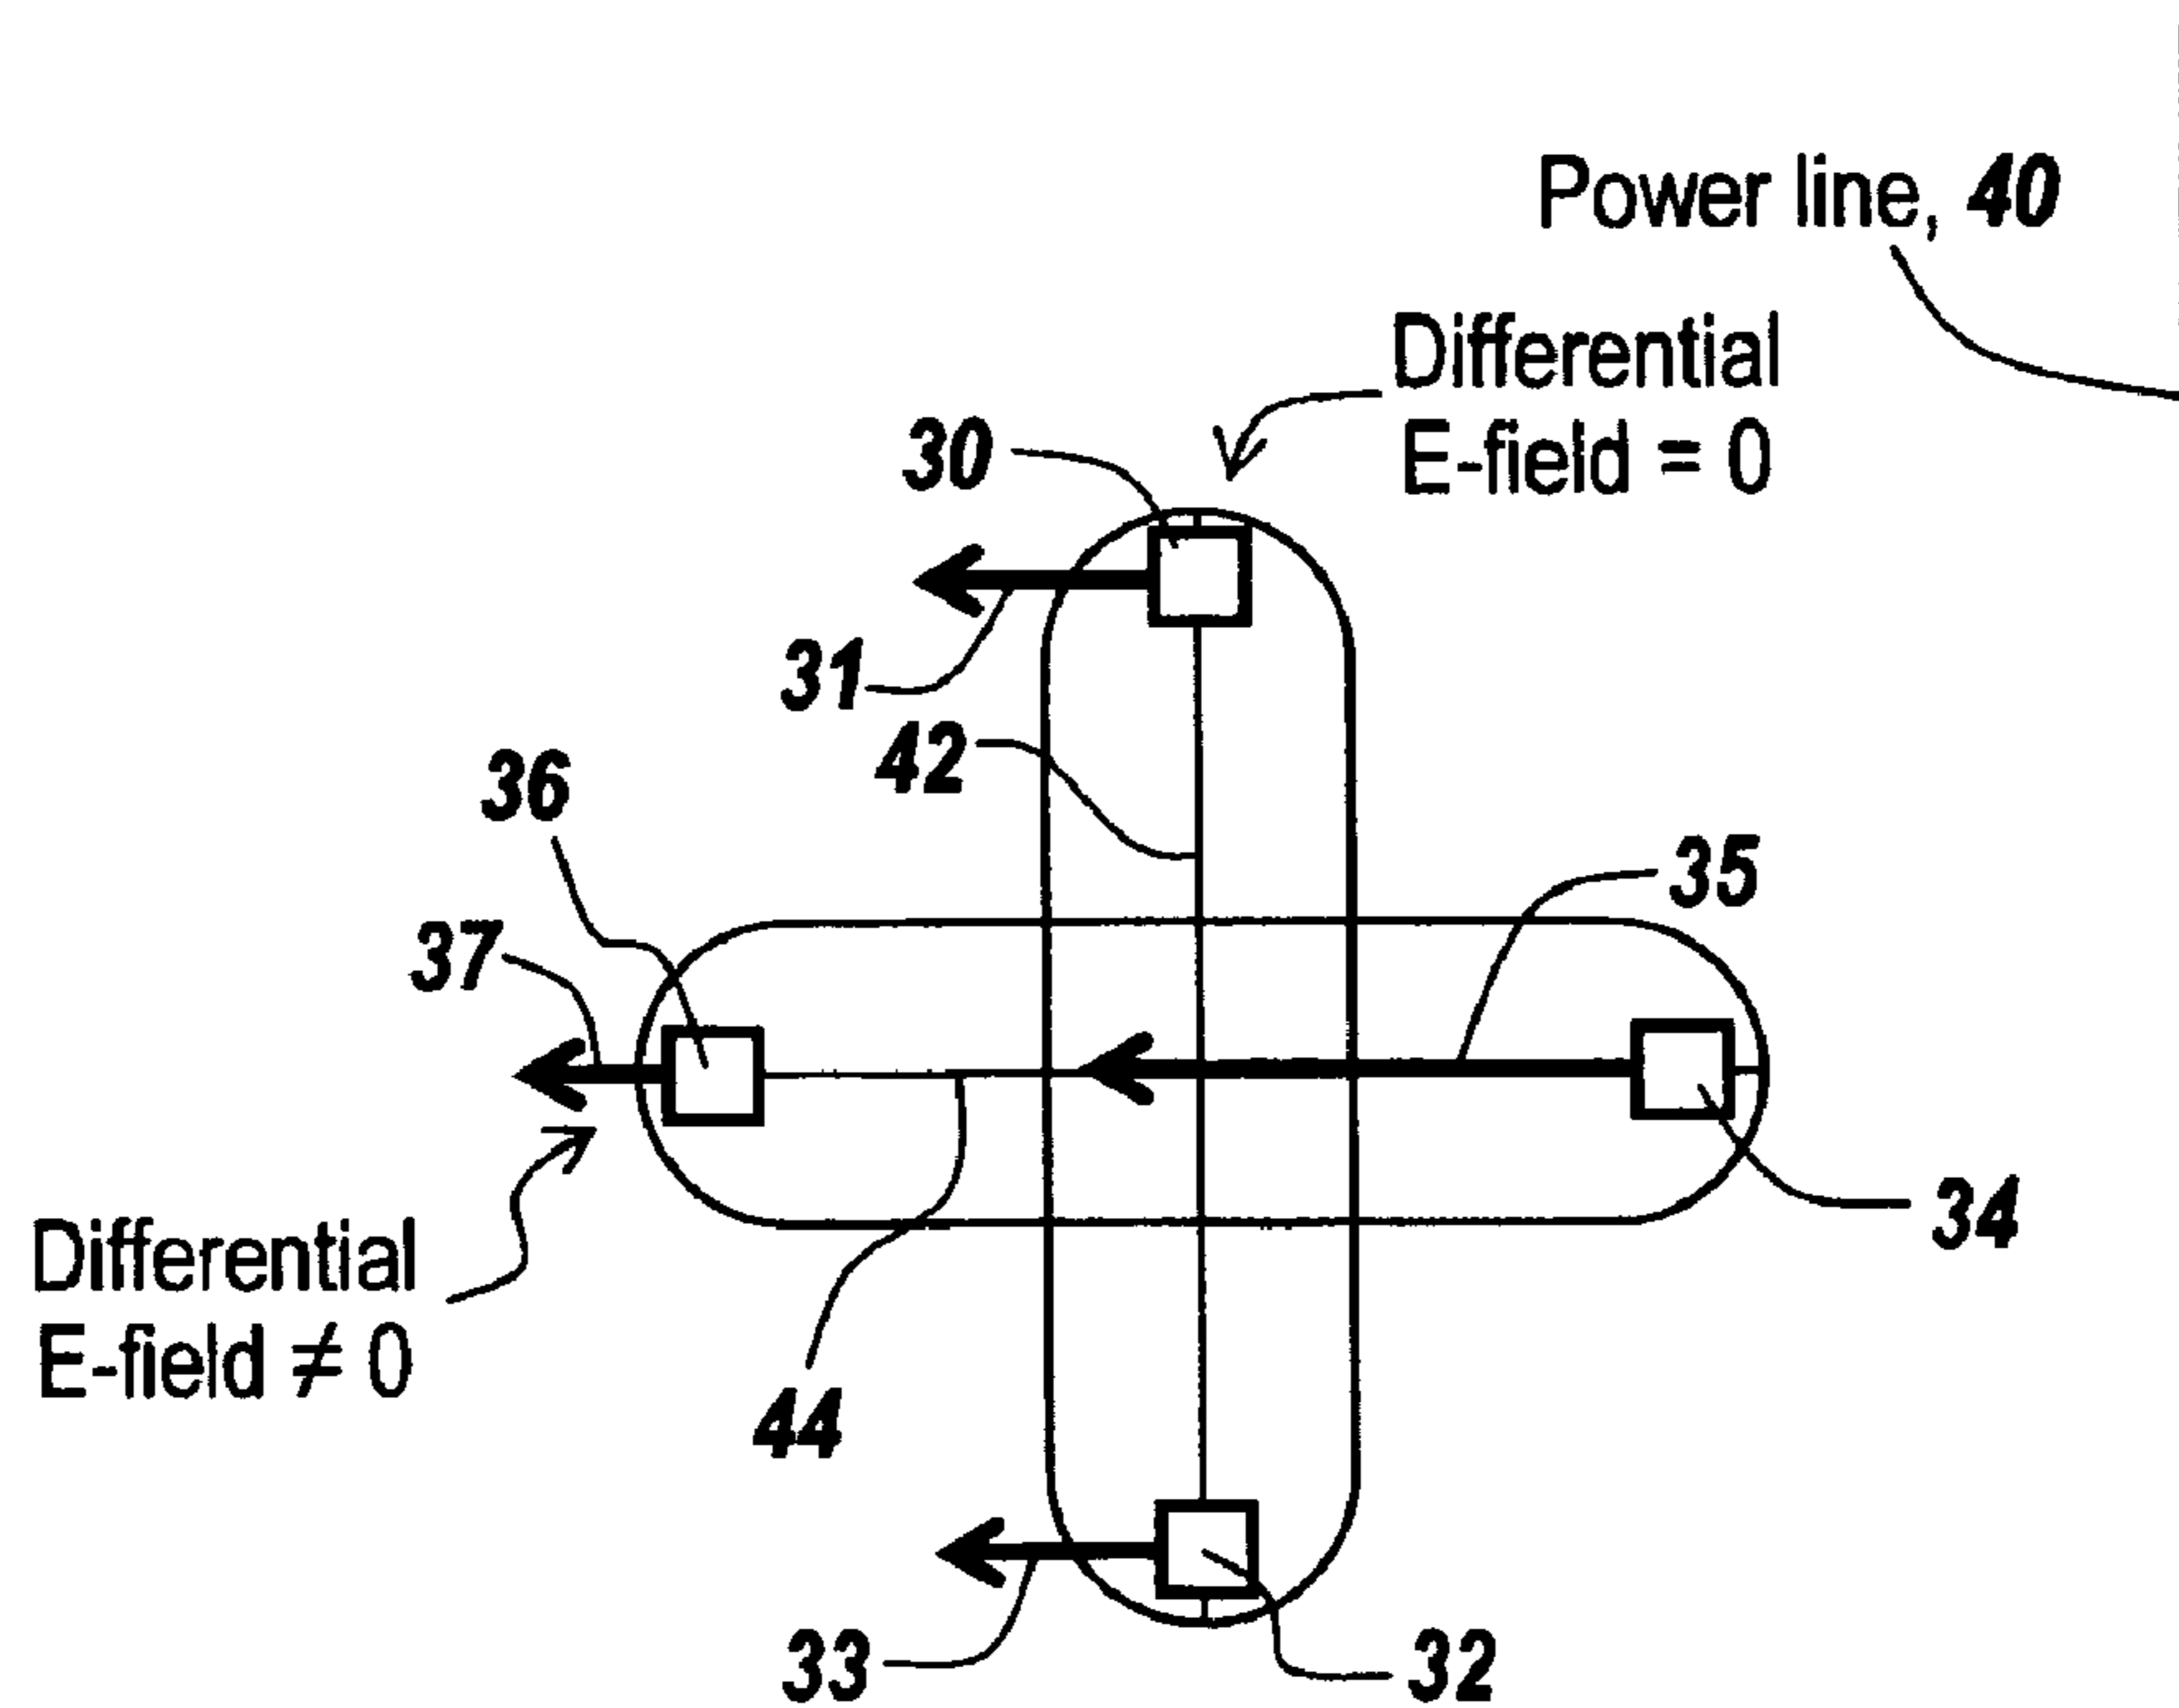 Power line, 40
Differential
E-field = 0
30
31
42
36
35
37
34
Differential
E-field ≠ 0
44
33
32